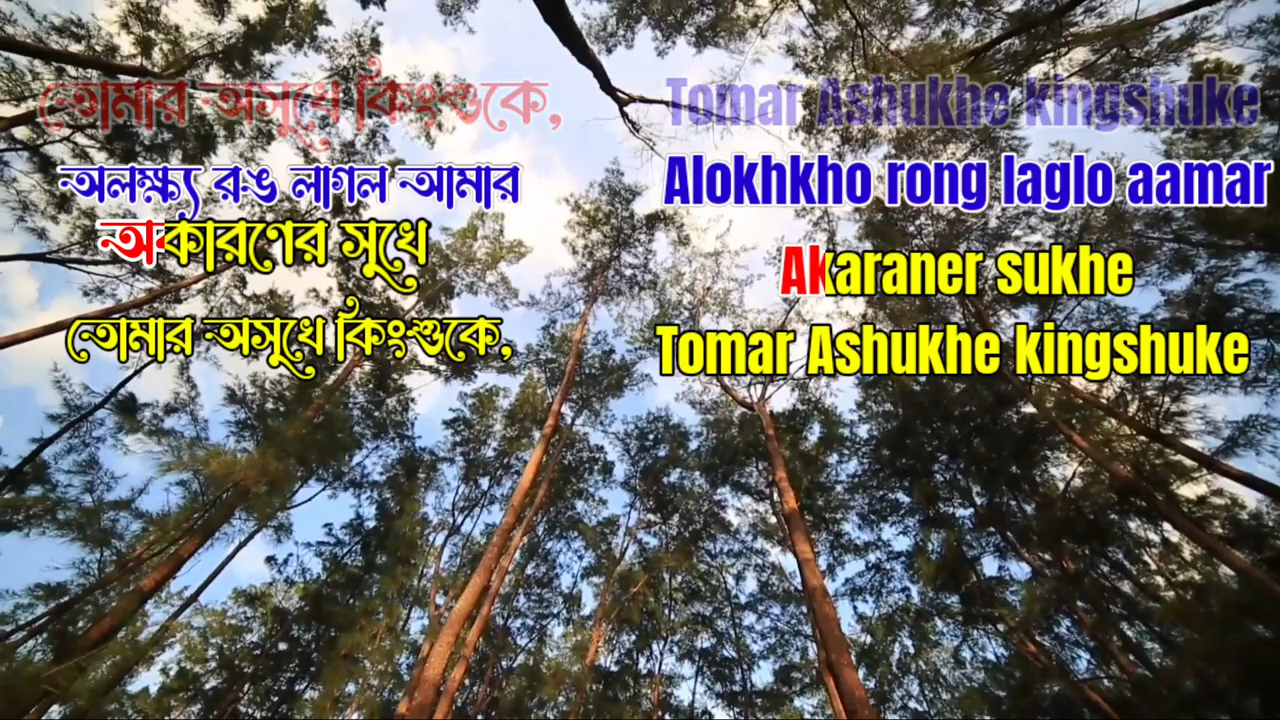 তোমার অসুখে কিংশুকে,
অলক্ষ্য রঙ লাগল আমার
অকারণের সুখে
তোমার অসুখে কিংশুকে,
Tomar Ashukhe kingshuke
Alokhkho rong laglo aamar
Akaraner sukhe
Tomar Ashukhe kingshuke